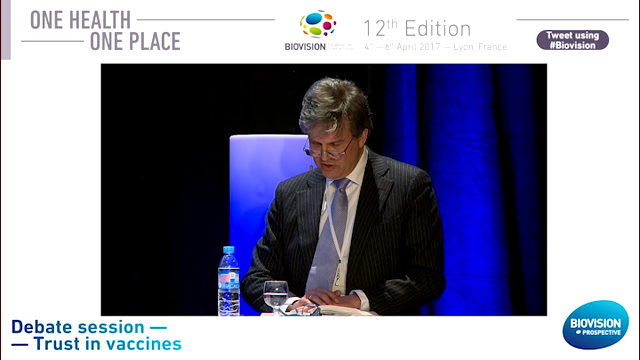 ONE HEALTH
ONE PLACE
BIOVISION
12th Edition
4th – 6th April 2017 – Lyon, France
Tweet using
#Biovision
Debate session —
— Trust in vaccines
BIOVISION
PROSPECTIVE